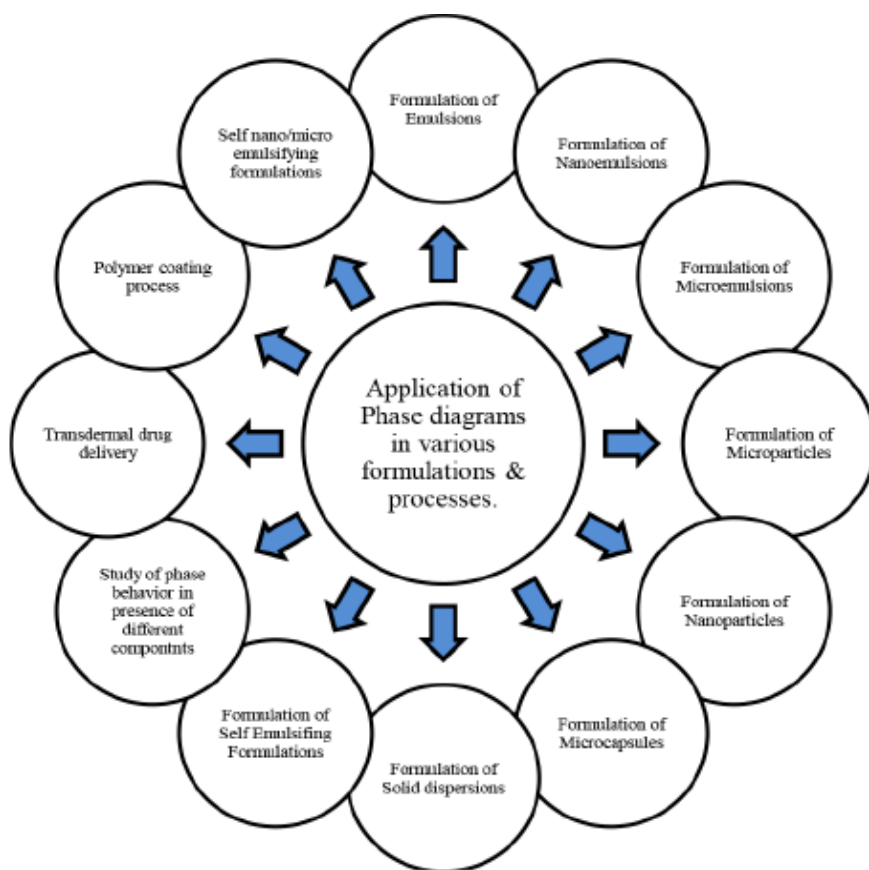 Formulation of
Emulsions
Formulation of
Nanoemulsions
Formulation of
Microemulsions
Formulation of
Microparticles
Formulation of
Nanoparticles
Formulation of
Microcapsules
Formulation of
Solid dispersions
Formulation of
Self Emulsifing
Formulations
Study of phase
behavior in
presence of
different
compontnts
Transdermal drug
delivery
Polymer coating
process
Self nano/micro
emulsifying
formulations
Application of
Phase diagrams
in various
formulations &
processes.